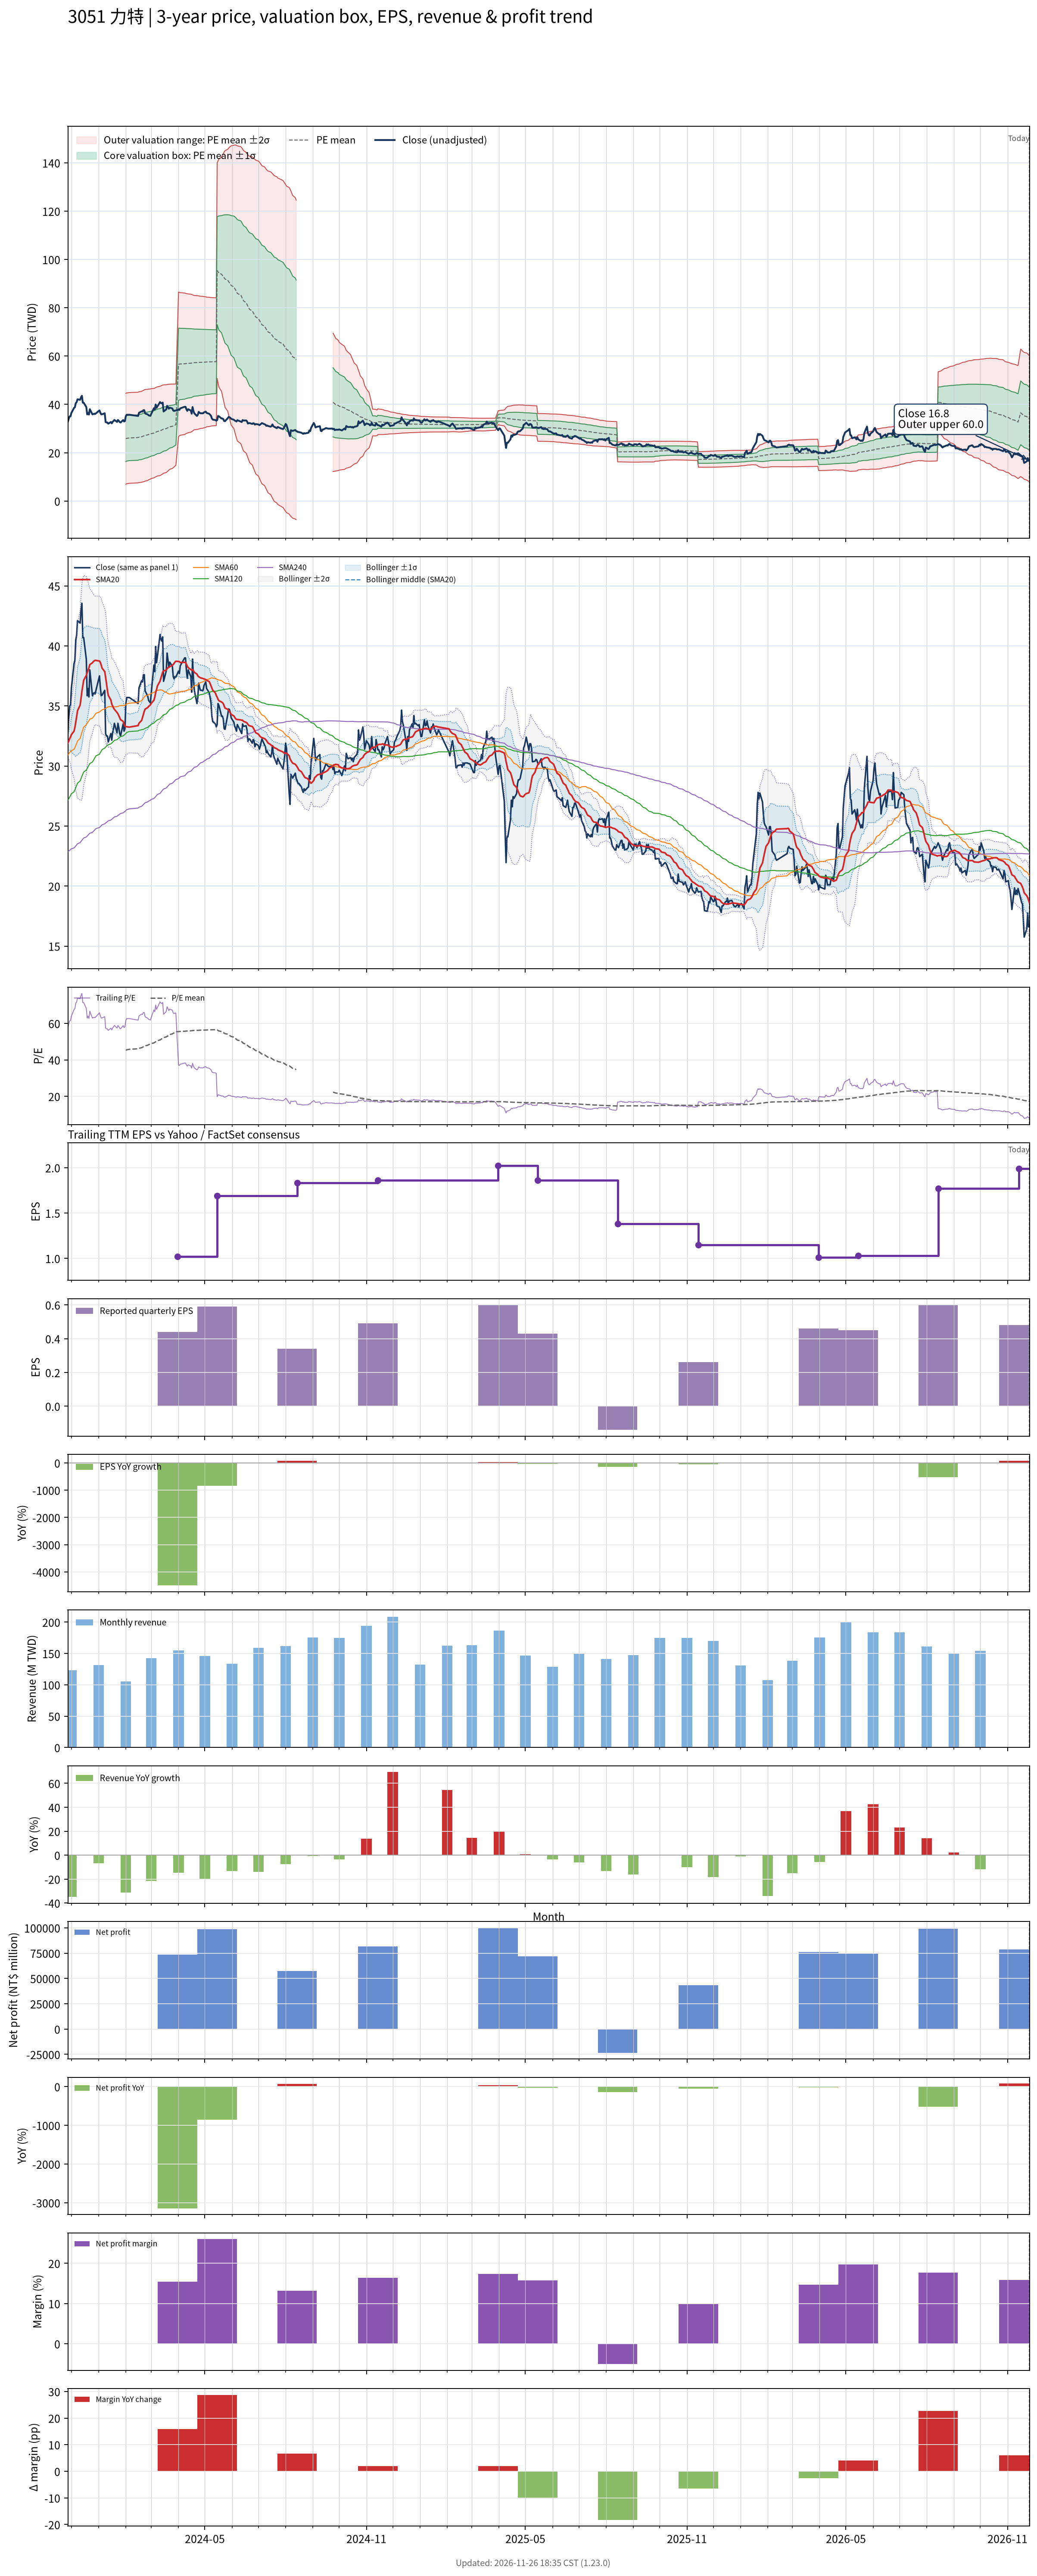 3051 力特 | 3-year price, valuation box, EPS, revenue & profit trend
Outer valuation range: PE mean ±2σ
Core valuation box: PE mean ±1σ
PE mean
Close (unadjusted)
Today
Price (TWD)
140
120
100
80
60
40
20
0
Close 16.8
Outer upper 60.0
Close (same as panel 1)
SMA20
SMA60
SMA120
SMA240
Bollinger ±2σ
Bollinger ±1σ
Bollinger middle (SMA20)
Price
45
40
35
30
25
20
15
Trailing P/E
P/E mean
P/E
60
40
20
Trailing TTM EPS vs Yahoo / FactSet consensus
Today
EPS
2.0
1.5
1.0
Reported quarterly EPS
EPS
0.6
0.4
0.2
0.0
EPS YoY growth
YoY (%)
0
-1000
-2000
-3000
-4000
Monthly revenue
Revenue (M TWD)
200
150
100
50
0
Revenue YoY growth
YoY (%)
60
40
20
0
-20
-40
Month
Net profit
Net profit (NT$ million)
100000
75000
50000
25000
0
-25000
Net profit YoY
YoY (%)
0
-1000
-2000
-3000
Net profit margin
Margin (%)
20
10
0
Margin YoY change
Δ margin (pp)
30
20
10
0
-10
-20
2024-05
2024-11
2025-05
2025-11
2026-05
2026-11
Updated: 2026-11-26 18:35 CST (1.23.0)